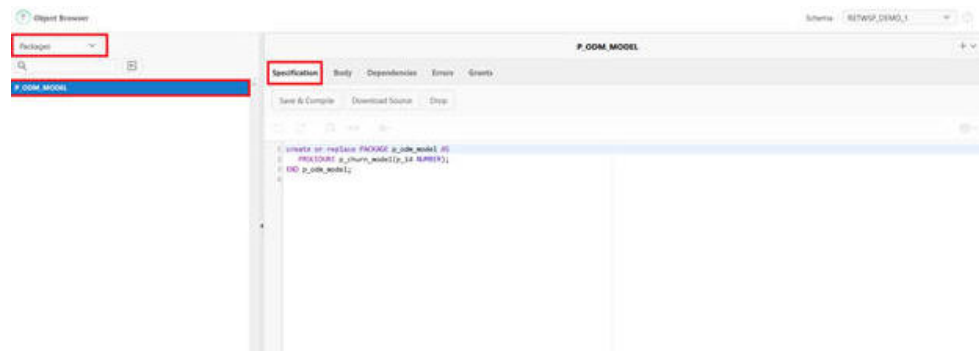 Object Browser
Schema RETWSP_DEMO_1
Packages
P_ODM_MODEL
P_ODM_MODEL
Specification Body Dependencies Errors Grants
Save & Compile Download Source Drop
create or replace PACKAGE p_odm_model AS
PROCEDURE p_churn_model(p_id NUMBER);
END p_odm_model;